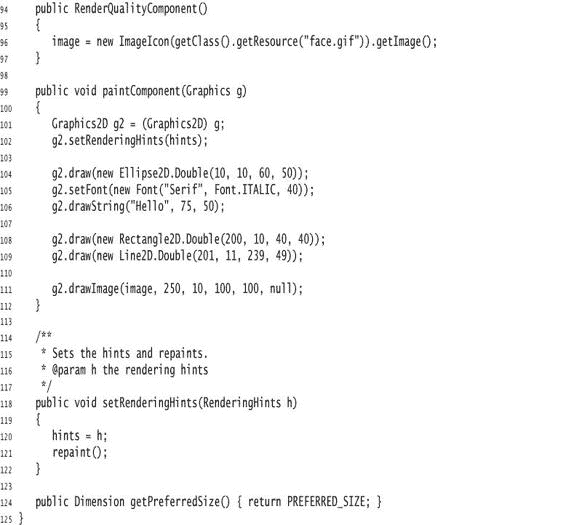 94    public RenderQualityComponent()
95    {
96       image = new ImageIcon(getClass().getResource("face.gif")).getImage();
97    }
98
99    public void paintComponent(Graphics g)
100    {
101       Graphics2D g2 = (Graphics2D) g;
102       g2.setRenderingHints(hints);
103
104       g2.draw(new Ellipse2D.Double(10, 10, 60, 50));
105       g2.setFont(new Font("Serif", Font.ITALIC, 40));
106       g2.drawString("Hello", 75, 50);
107
108       g2.draw(new Rectangle2D.Double(200, 10, 40, 40));
109       g2.draw(new Line2D.Double(201, 11, 239, 49));
110
111       g2.drawImage(image, 250, 10, 100, 100, null);
112    }
113
114    /**
115     * Sets the hints and repaints.
116     * @param h the rendering hints
117     */
118    public void setRenderingHints(RenderingHints h)
119    {
120       hints = h;
121       repaint();
122    }
123
124    public Dimension getPreferredSize() { return PREFERRED_SIZE; }
125 }